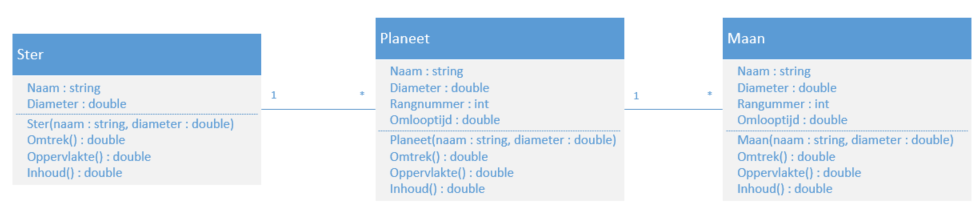 Ster
Naam : string
Diameter : double
Ster(naam : string, diameter : double)
Omtrek() : double
Oppervlakte() : double
Inhoud() : double
1
*
Planeet
Naam : string
Diameter : double
Rangnummer : int
Omlooptijd : double
Planeet(naam : string, diameter : double)
Omtrek() : double
Oppervlakte() : double
Inhoud() : double
1
*
Maan
Naam : string
Diameter : double
Rangummer : int
Omlooptijd : double
Maan(naam : string, diameter : double)
Omtrek() : double
Oppervlakte() : double
Inhoud() : double